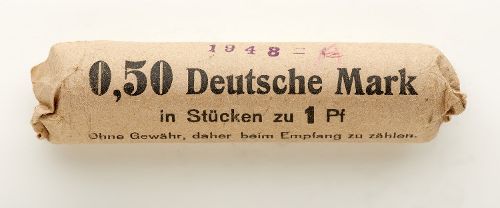 1948 =
0,50 Deutsche Mark
in Stücken zu 1 Pf
Ohne Gewähr, daher beim Empfang zu zählen.